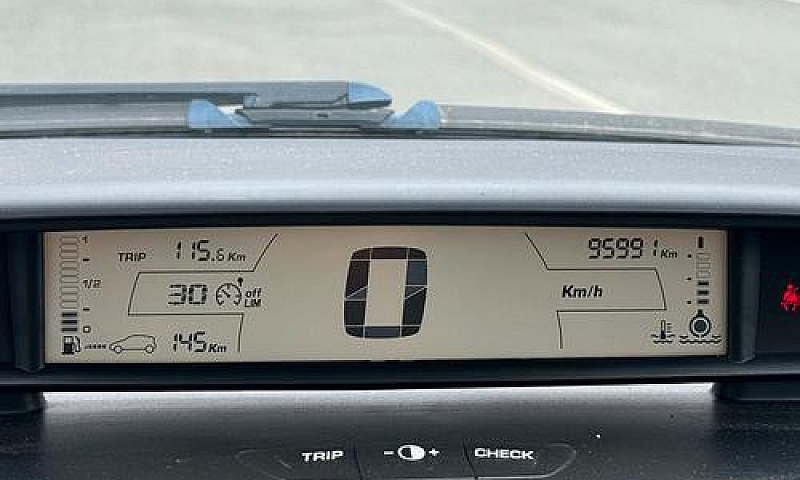 1
TRIP 115.6 Km
95991 Km
1/2
30 off
LIM
0
Km/h
0
145 Km
TRIP - + CHECK